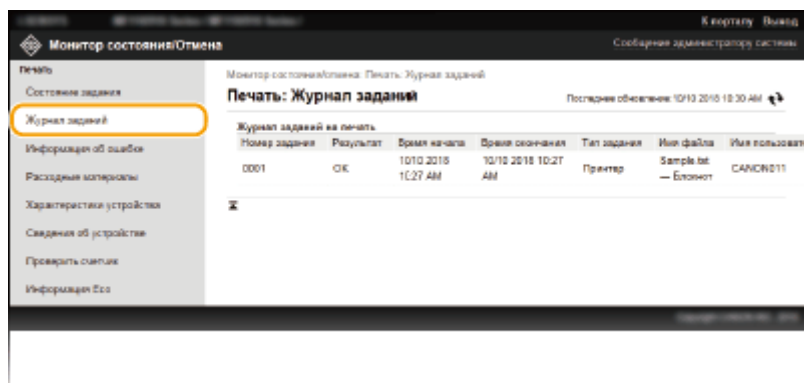 К порталу Выход
Монитор состояния/Отмена
Сообщение администратору системы
Печать
Состояние задания
Журнал заданий
Информация об ошибке
Расходные материалы
Характеристики устройства
Сведения об устройстве
Проверить счетчик
Информация Eco
Монитор состояния/отмена: Печать: Журнал заданий
Печать: Журнал заданий
Последнее обновление: 10/10 2016 10:30 AM
Журнал заданий на печать
Номер задания Результат Время начала Время окончания Тип задания Имя файла Имя пользоват
0001 OK 10/10 2016 10:27 AM 10/10 2016 10:27 AM Принтер Sample.txt — Блокнот CANON011